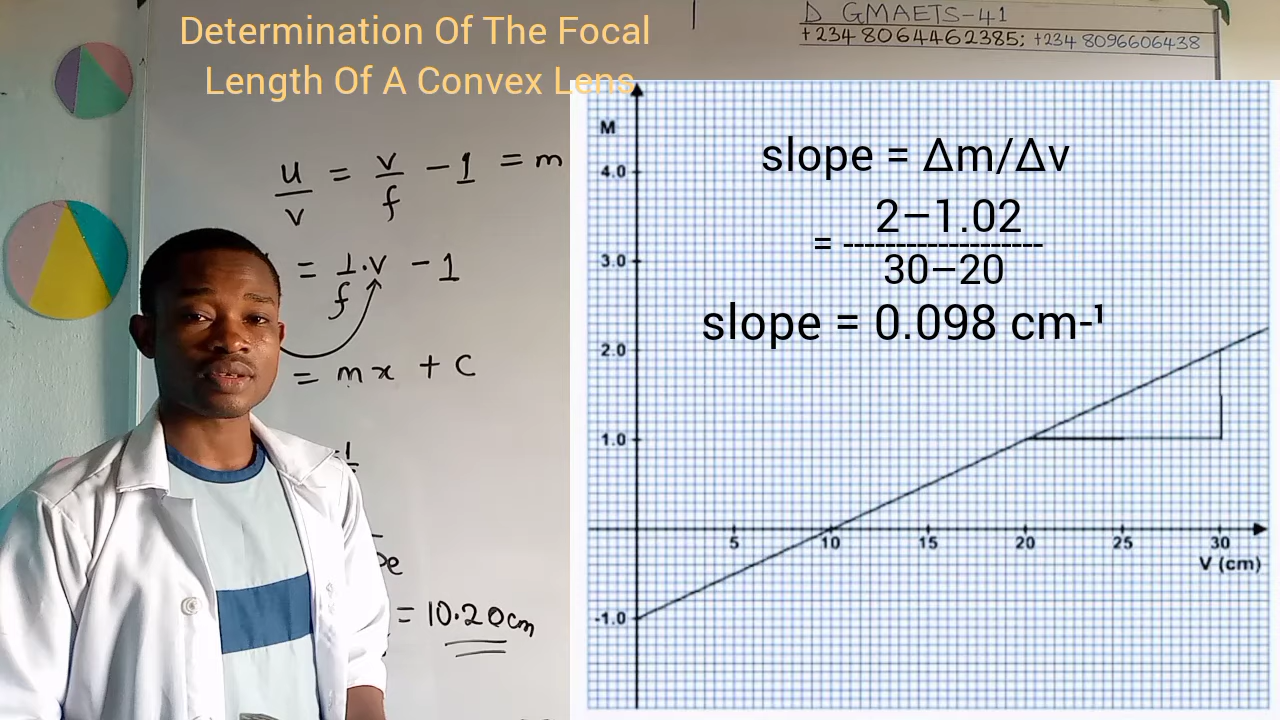 Determination Of The Focal
Length Of A Convex Lens
D GMAETS-41
+234 8064462385; +234 8096606438
u/v = v/f - 1 = m
= 1/f . v - 1
= mx + c
= 10.20cm
M
slope = Δm/Δv
4.0
= 2–1.02
-------------------
30–20
3.0
slope = 0.098 cm-¹
2.0
1.0
5 10 15 20 25 30
V (cm)
-1.0